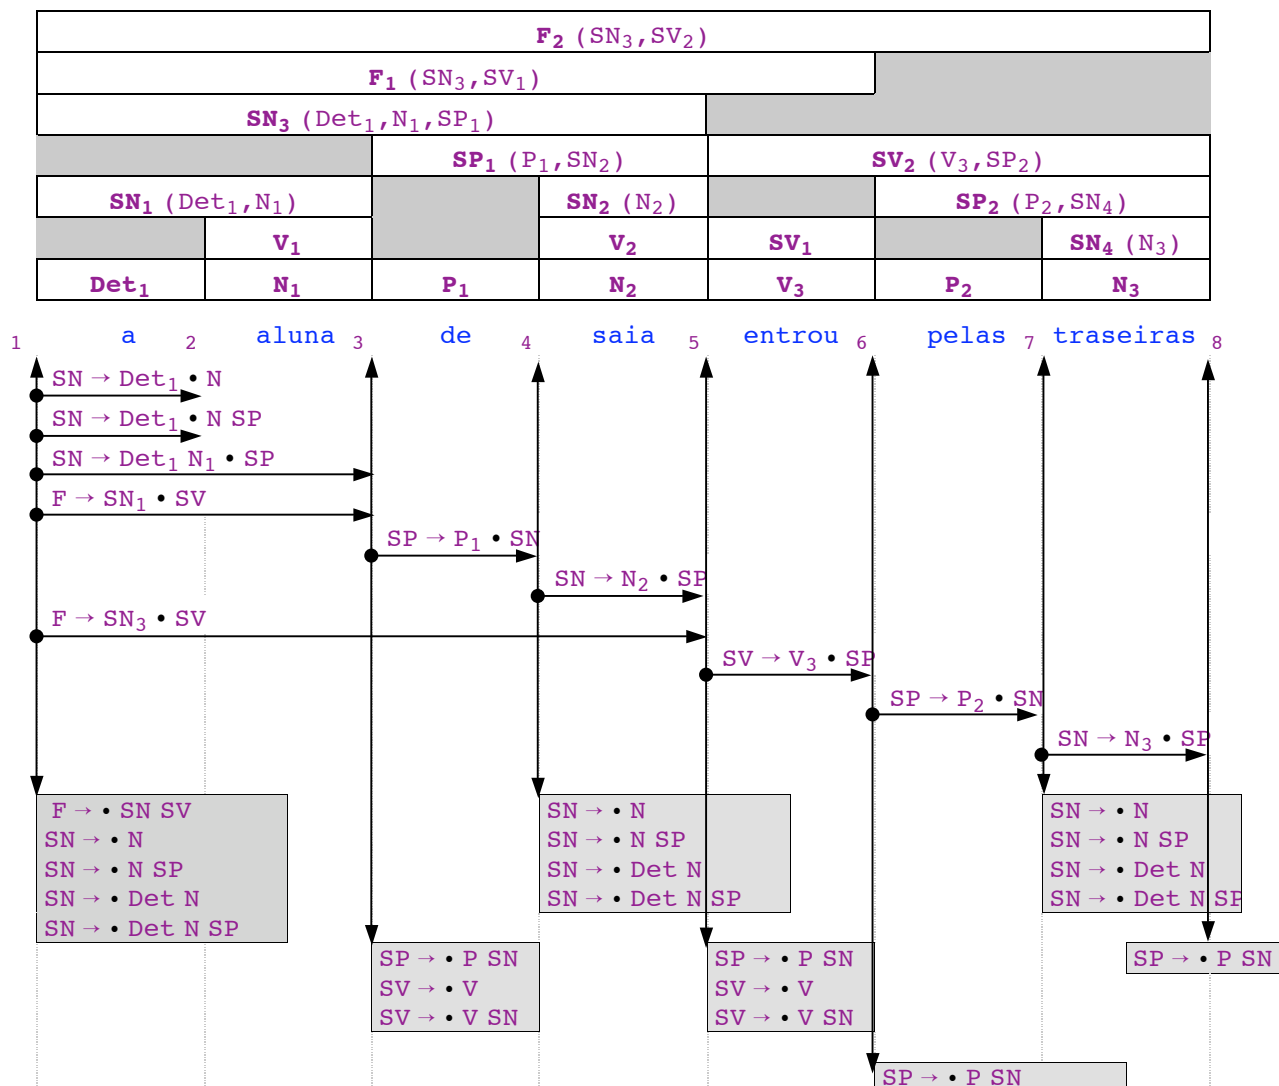 F₂ (SN₃,SV₂)
F₁ (SN₃,SV₁)
SN₃ (Det₁,N₁,SP₁)
SP₁ (P₁,SN₂) SV₂ (V₃,SP₂)
SN₁ (Det₁,N₁) SN₂ (N₂) SP₂ (P₂,SN₄)
V₁ V₂ SV₁ SN₄ (N₃)
Det₁ N₁ P₁ N₂ V₃ P₂ N₃
1 a 2 aluna 3 de 4 saia 5 entrou 6 pelas 7 traseiras 8
SN → Det₁ • N
SN → Det₁ • N SP
SN → Det₁ N₁ • SP
F → SN₁ • SV
SP → P₁ • SN
SN → N₂ • SP
F → SN₃ • SV
SV → V₃ • SP
SP → P₂ • SN
SN → N₃ • SP
F → • SN SV
SN → • N
SN → • N SP
SN → • Det N
SN → • Det N SP
SN → • N
SN → • N SP
SN → • Det N
SN → • Det N SP
SN → • N
SN → • N SP
SN → • Det N
SN → • Det N SP
SP → • P SN
SV → • V
SV → • V SN
SP → • P SN
SV → • V
SV → • V SN
SP → • P SN
SP → • P SN